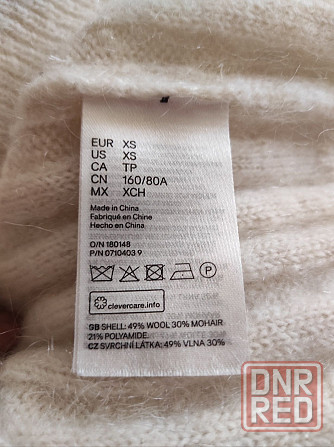 EUR XS
US XS
CA TP
CN 160/80A
MX XCH
Made in China
Fabriqué en Chine
Hecho en China
O/N 180148
P/N 0710403 9
clevercare.info
GB SHELL: 49% WOOL 30% MOHAIR
21% POLYAMIDE
CZ SVRCHNÍ LÁTKA: 49% VLNA 30%
DNR
RED